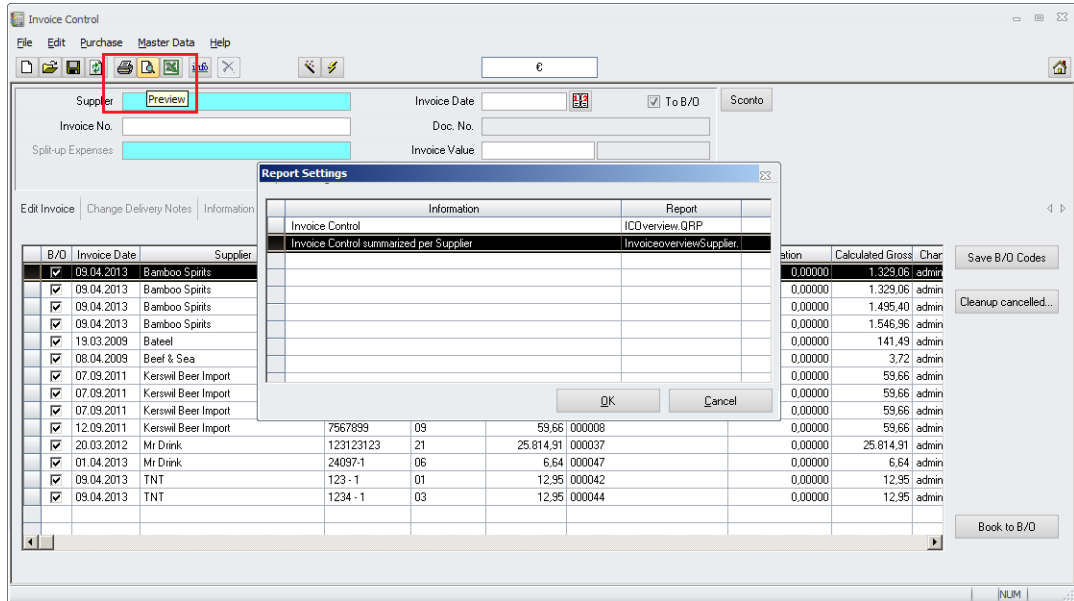 Invoice Control
File Edit Purchase Master Data Help
info €
Supplier Preview Invoice Date To B/O Sconto
Invoice No. Doc. No.
Split-up Expenses Invoice Value
Report Settings
Edit Invoice Change Delivery Notes Information
Information Report
Invoice Control ICOverview.QRP
Invoice Control summarized per Supplier InvoiceoverviewSupplier.
OK Cancel
B/O Invoice Date Supplier ation Calculated Gross Char
09.04.2013 Bamboo Spirits 0,00000 1.329,06 admin
09.04.2013 Bamboo Spirits 0,00000 1.329,06 admin
09.04.2013 Bamboo Spirits 0,00000 1.495,40 admin
09.04.2013 Bamboo Spirits 0,00000 1.546,96 admin
19.03.2009 Bateel 0,00000 141,49 admin
08.04.2009 Beef & Sea 0,00000 3,72 admin
07.09.2011 Kerswil Beer Import 0,00000 59,66 admin
07.09.2011 Kerswil Beer Import 0,00000 59,66 admin
07.09.2011 Kerswil Beer Import 0,00000 59,66 admin
12.09.2011 Kerswil Beer Import 7567899 09 59,66 000008 0,00000 59,66 admin
20.03.2012 Mr Drink 123123123 21 25.814,91 000037 0,00000 25.814,91 admin
01.04.2013 Mr Drink 24097-1 06 6,64 000047 0,00000 6,64 admin
09.04.2013 TNT 123 - 1 01 12,95 000042 0,00000 12,95 admin
09.04.2013 TNT 1234 - 1 03 12,95 000044 0,00000 12,95 admin
Save B/O Codes
Cleanup cancelled...
Book to B/O
NUM